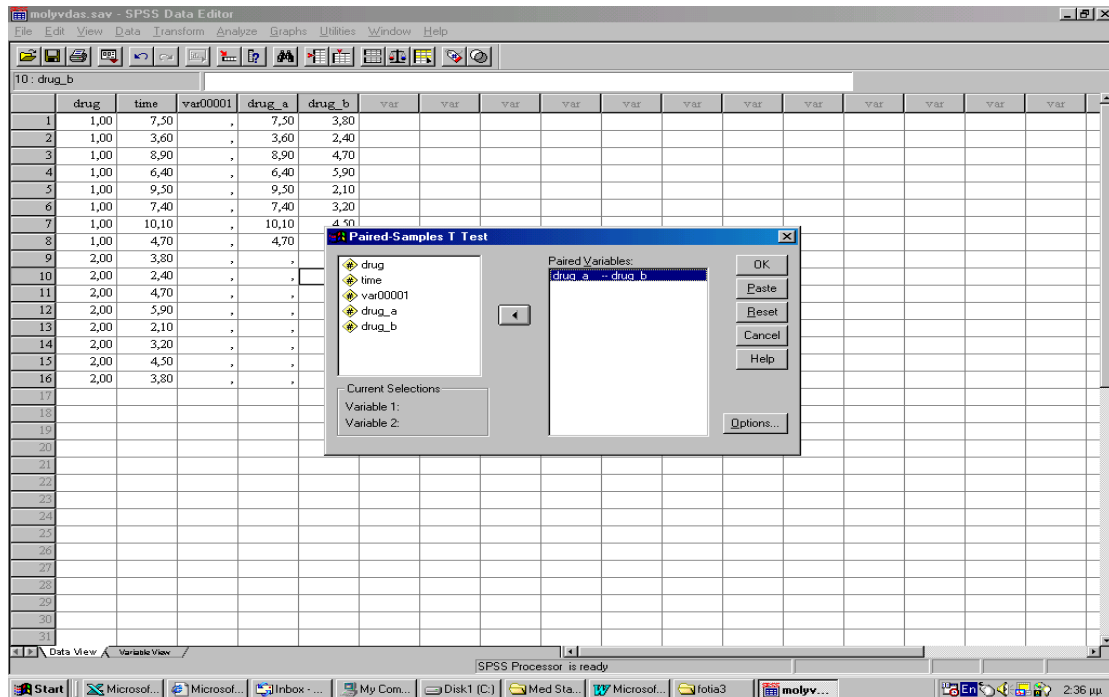 molyvdas.sav - SPSS Data Editor
File Edit View Data Transform Analyze Graphs Utilities Window Help
10 : drug_b
drug time var00001 drug_a drug_b var var var var var var var var var var var var
1 1,00 7,50 , 7,50 3,80
2 1,00 3,60 , 3,60 2,40
3 1,00 8,90 , 8,90 4,70
4 1,00 6,40 , 6,40 5,90
5 1,00 9,50 , 9,50 2,10
6 1,00 7,40 , 7,40 3,20
7 1,00 10,10 , 10,10 4,50
8 1,00 4,70 , 4,70
9 2,00 3,80 , ,
10 2,00 2,40 , ,
11 2,00 4,70 , ,
12 2,00 5,90 , ,
13 2,00 2,10 , ,
14 2,00 3,20 , ,
15 2,00 4,50 , ,
16 2,00 3,80 , ,
17
18
19
20
21
22
23
24
25
26
27
28
29
30
31
Paired-Samples T Test
drug
time
var00001
drug_a
drug_b
Current Selections
Variable 1:
Variable 2:
Paired Variables:
drug_a -- drug_b
OK
Paste
Reset
Cancel
Help
Options...
Data View Variable View
SPSS Processor is ready
Start Microsof... Microsof... Inbox - ... My Com... Disk1 (C:) Med Sta... Microsof... fotia3 molyv... En 2:36 μμ